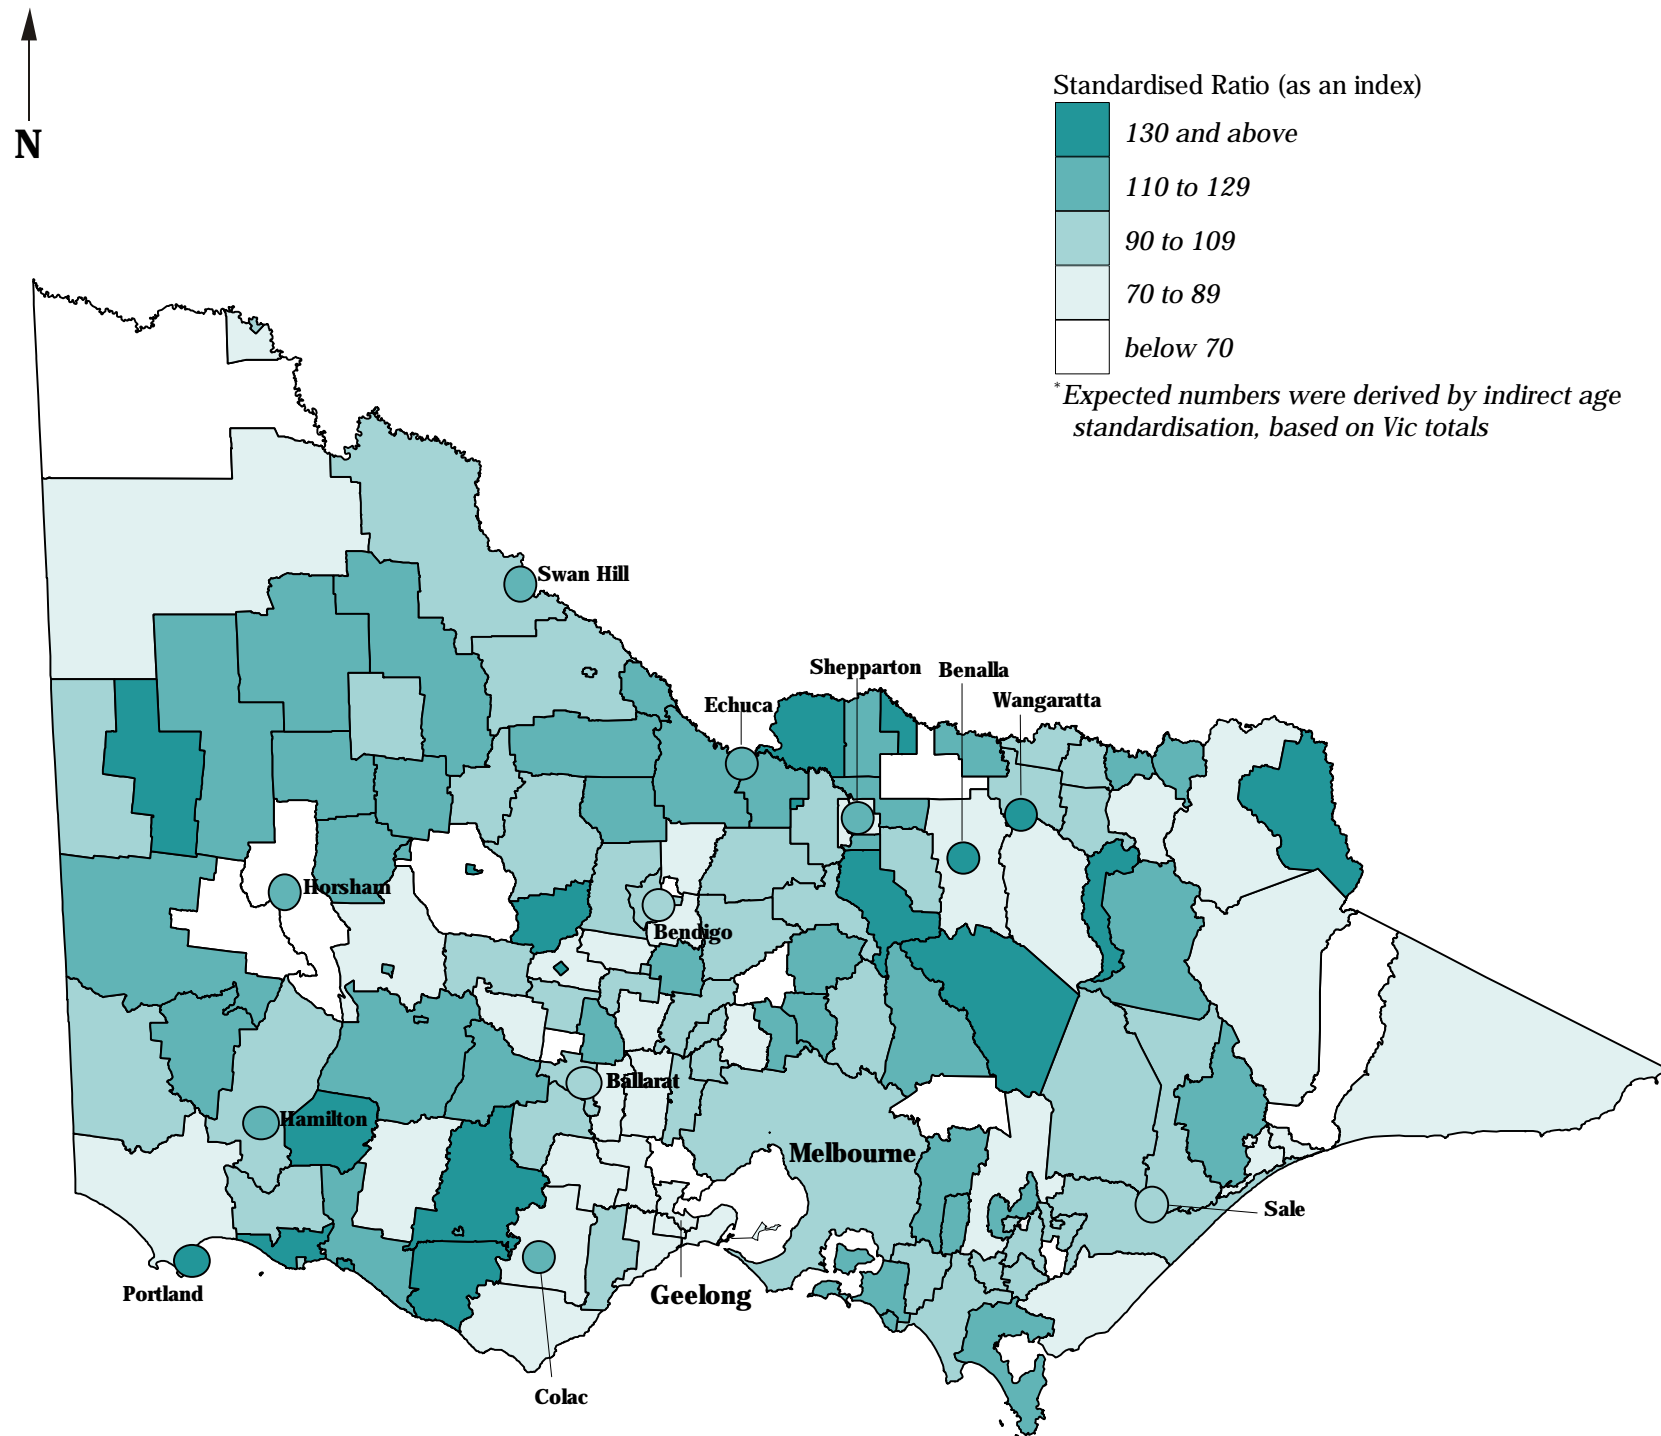 N
Standardised Ratio (as an index)
130 and above
110 to 129
90 to 109
70 to 89
below 70
*Expected numbers were derived by indirect age
standardisation, based on Vic totals
Swan Hill
Shepparton
Benalla
Wangaratta
Echuca
Horsham
Bendigo
Ballarat
Hamilton
Melbourne
Sale
Portland
Geelong
Colac